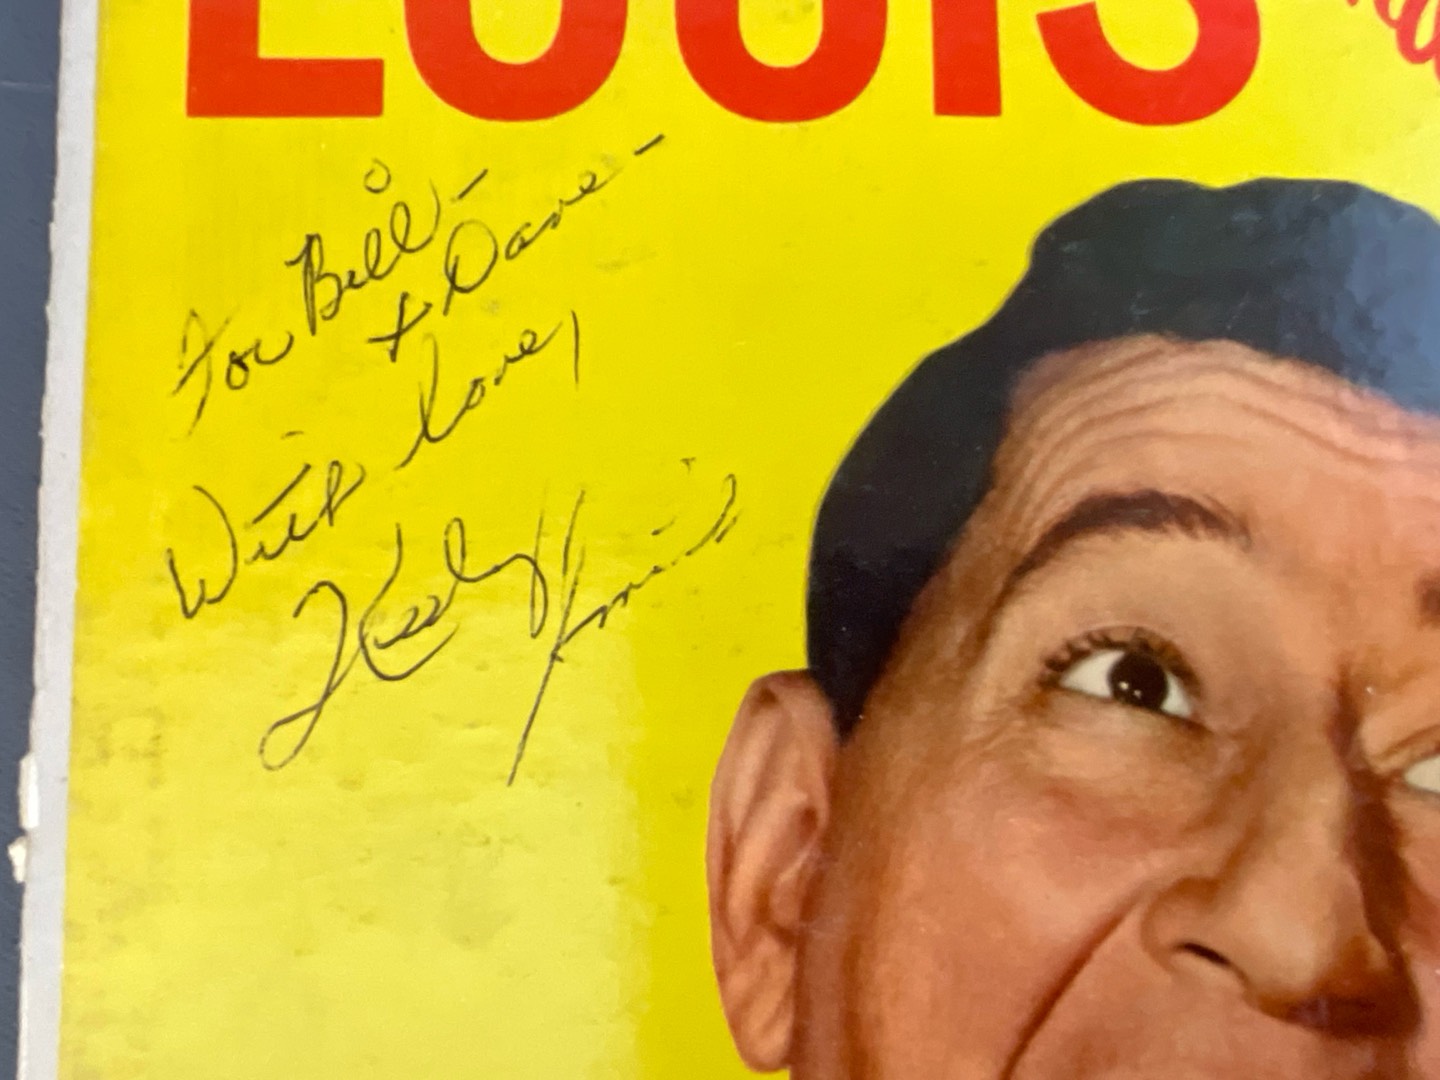 LOUIS
For Bill -
+ Dave -
With love,
Keely Smith